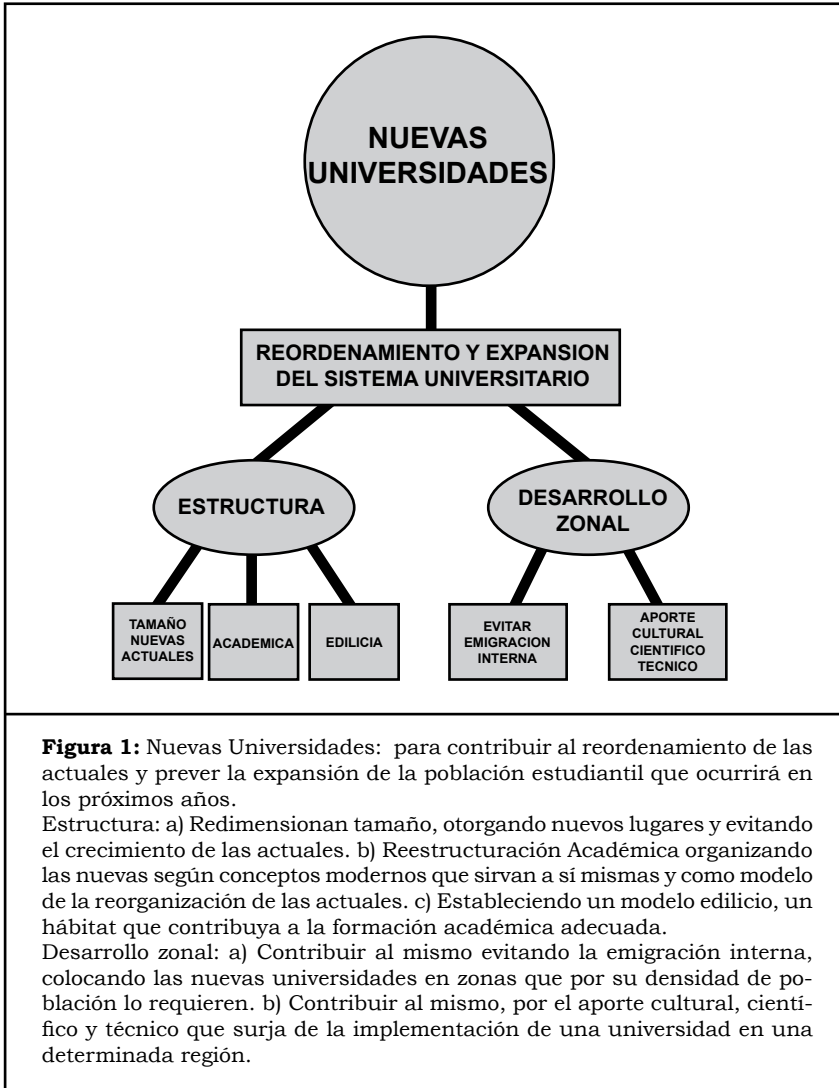 NUEVAS
UNIVERSIDADES
REORDENAMIENTO Y EXPANSION
DEL SISTEMA UNIVERSITARIO
ESTRUCTURA
DESARROLLO
ZONAL
TAMAÑO
NUEVAS
ACTUALES
ACADEMICA
EDILICIA
EVITAR
EMIGRACION
INTERNA
APORTE
CULTURAL
CIENTIFICO
TECNICO
Figura 1: Nuevas Universidades: para contribuir al reordenamiento de las
actuales y prever la expansión de la población estudiantil que ocurrirá en
los próximos años.
Estructura: a) Redimensionan tamaño, otorgando nuevos lugares y evitando
el crecimiento de las actuales. b) Reestructuración Académica organizando
las nuevas según conceptos modernos que sirvan a sí mismas y como modelo
de la reorganización de las actuales. c) Estableciendo un modelo edilicio, un
hábitat que contribuya a la formación académica adecuada.
Desarrollo zonal: a) Contribuir al mismo evitando la emigración interna,
colocando las nuevas universidades en zonas que por su densidad de po-
blación lo requieren. b) Contribuir al mismo, por el aporte cultural, cientí-
fico y técnico que surja de la implementación de una universidad en una
determinada región.